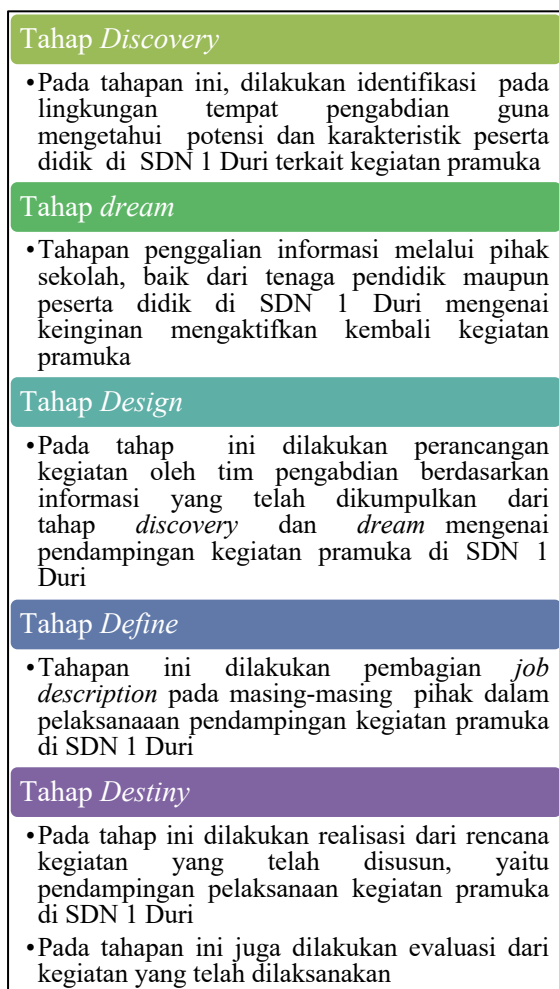 Tahap Discovery
•Pada tahapan ini, dilakukan identifikasi pada
lingkungan tempat pengabdian guna
mengetahui potensi dan karakteristik peserta
didik di SDN 1 Duri terkait kegiatan pramuka
Tahap dream
•Tahapan penggalian informasi melalui pihak
sekolah, baik dari tenaga pendidik maupun
peserta didik di SDN 1 Duri mengenai
keinginan mengaktifkan kembali kegiatan
pramuka
Tahap Design
•Pada tahap ini dilakukan perancangan
kegiatan oleh tim pengabdian berdasarkan
informasi yang telah dikumpulkan dari
tahap discovery dan dream mengenai
pendampingan kegiatan pramuka di SDN 1
Duri
Tahap Define
•Tahapan ini dilakukan pembagian job
description pada masing-masing pihak dalam
pelaksanaaan pendampingan kegiatan pramuka
di SDN 1 Duri
Tahap Destiny
•Pada tahap ini dilakukan realisasi dari rencana
kegiatan yang telah disusun, yaitu
pendampingan pelaksanaan kegiatan pramuka
di SDN 1 Duri
•Pada tahapan ini juga dilakukan evaluasi dari
kegiatan yang telah dilaksanakan